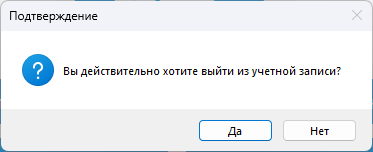 Подтверждение
Вы действительно хотите выйти из учетной записи?
Да
Нет